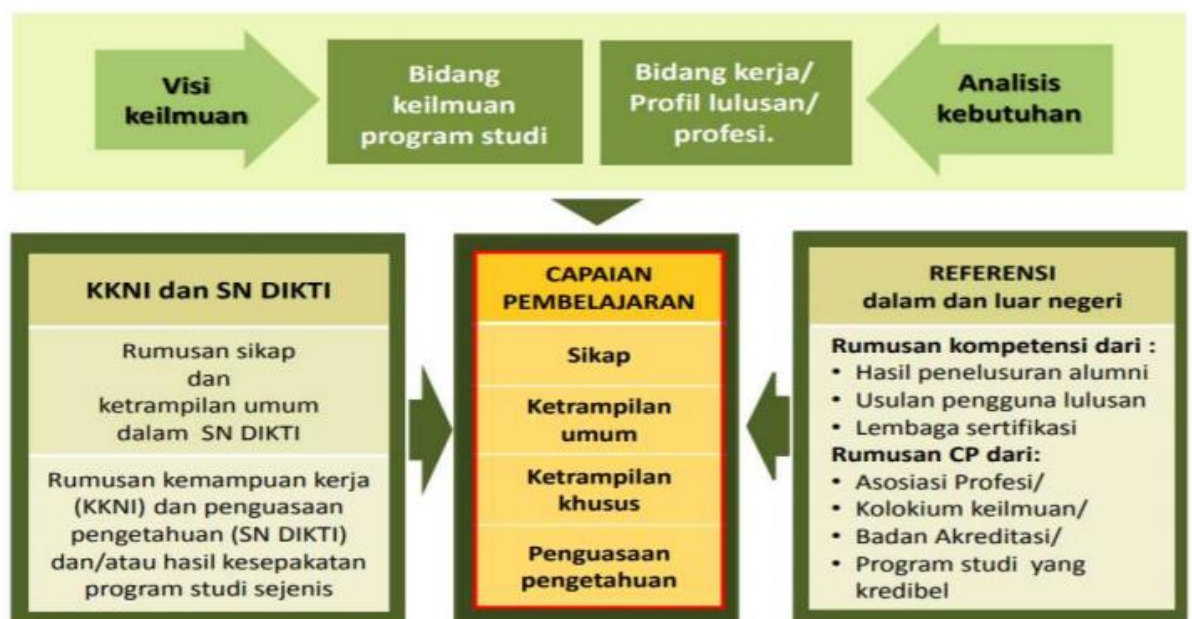 Visi
keilmuan
Bidang
keilmuan
program studi
Bidang kerja/
Profil lulusan/
profesi.
Analisis
kebutuhan
KKNI dan SN DIKTI
Rumusan sikap
dan
ketrampilan umum
dalam SN DIKTI
Rumusan kemampuan kerja
(KKNI) dan penguasaan
pengetahuan (SN DIKTI)
dan/atau hasil kesepakatan
program studi sejenis
CAPAIAN
PEMBELAJARAN
Sikap
Ketrampilan
umum
Ketrampilan
khusus
Penguasaan
pengetahuan
REFERENSI
dalam dan luar negeri
Rumusan kompetensi dari :
• Hasil penelusuran alumni
• Usulan pengguna lulusan
• Lembaga sertifikasi
Rumusan CP dari:
• Asosiasi Profesi/
• Kolokium keilmuan/
• Badan Akreditasi/
• Program studi yang
kredibel